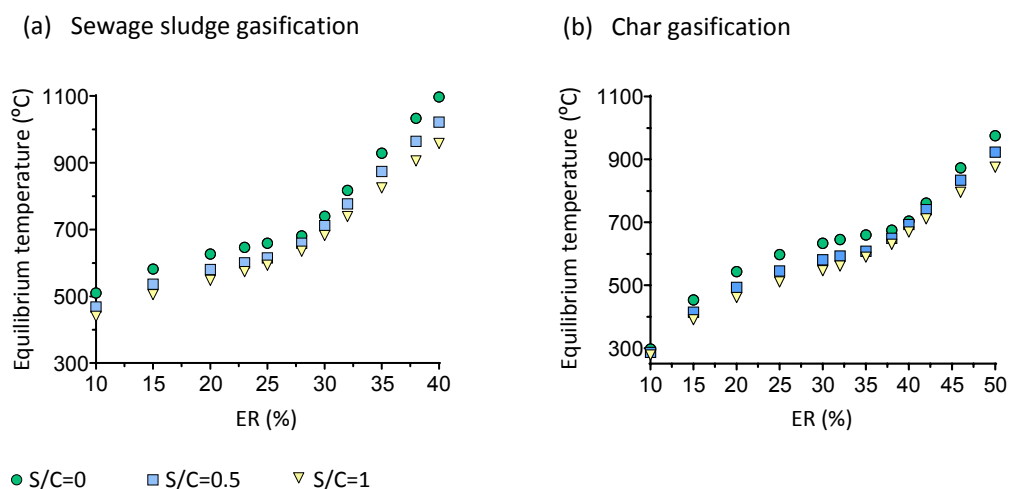 (a) Sewage sludge gasification
(b) Char gasification
Equilibrium temperature (ºC)
1100
900
700
500
300
10 15 20 25 30 35 40
ER (%)
Equilibrium temperature (ºC)
1100
900
700
500
300
10 15 20 25 30 35 40 45 50
ER (%)
S/C=0 S/C=0.5 S/C=1